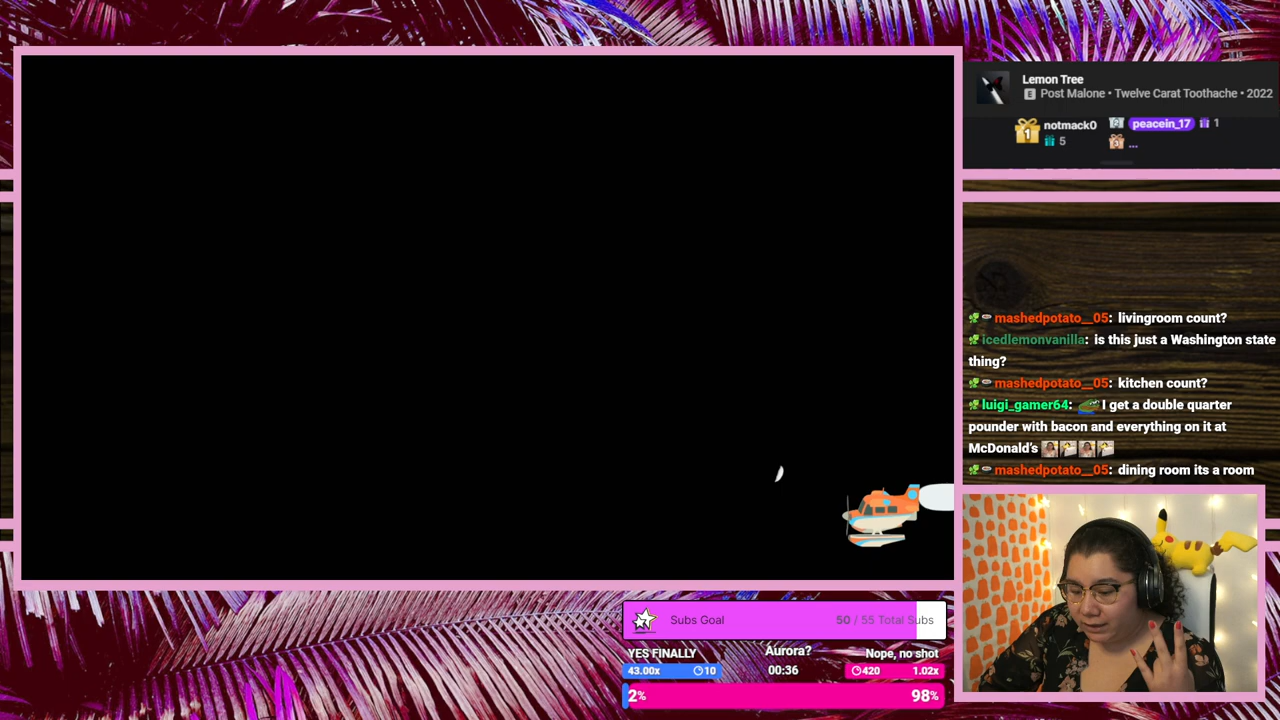 Lemon Tree
E Post Malone • Twelve Carat Toothache • 2022
1 notmack0 2 peacein_17 1
5 3 ...
mashedpotato__05: livingroom count?
icedlemonvanilla: is this just a Washington state
thing?
mashedpotato__05: kitchen count?
luigi_gamer64: I get a double quarter
pounder with bacon and everything on it at
McDonald's
mashedpotato__05: dining room its a room
Subs Goal 50 / 55 Total Subs
YES FINALLY Aurora? Nope, no shot
43.00x 10 00:36 420 1.02x
2% 98%